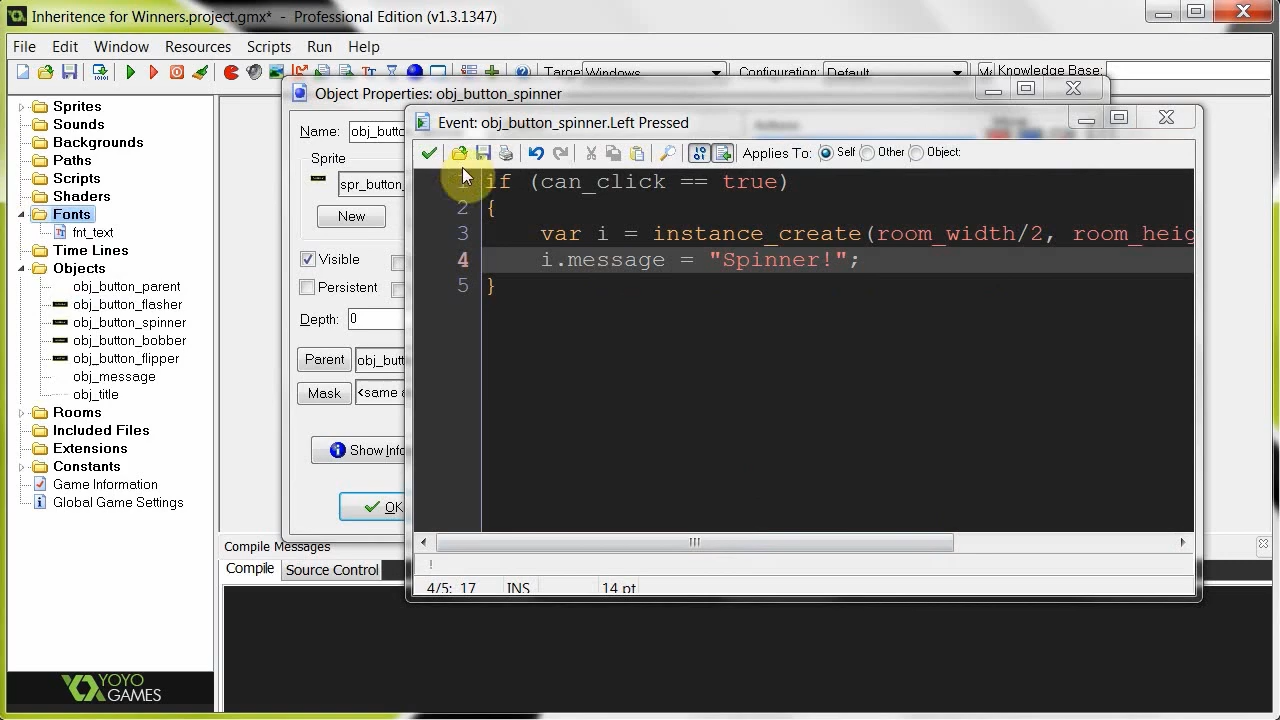 Inheritence for Winners.project.gmx* - Professional Edition (v1.3.1347)
File Edit Window Resources Scripts Run Help
Target: Windows Configuration: Default Knowledge Base:
Object Properties: obj_button_spinner
Event: obj_button_spinner.Left Pressed
Applies To: Self Other Object:
Sprites
Sounds
Backgrounds
Paths
Scripts
Shaders
Fonts
fnt_text
Time Lines
Objects
obj_button_parent
obj_button_flasher
obj_button_spinner
obj_button_bobber
obj_button_flipper
obj_message
obj_title
Rooms
Included Files
Extensions
Constants
Game Information
Global Game Settings
YOYO
GAMES
Name: obj_butto
Sprite
spr_button_
New
Visible
Persistent
Depth: 0
Parent obj_butt
Mask <same a
Show Info
OK
1 if (can_click == true)
2 {
3 var i = instance_create(room_width/2, room_heig
4 i.message = "Spinner!";
5 }
4/5: 17 INS 14 pt
Compile Messages
Compile Source Control